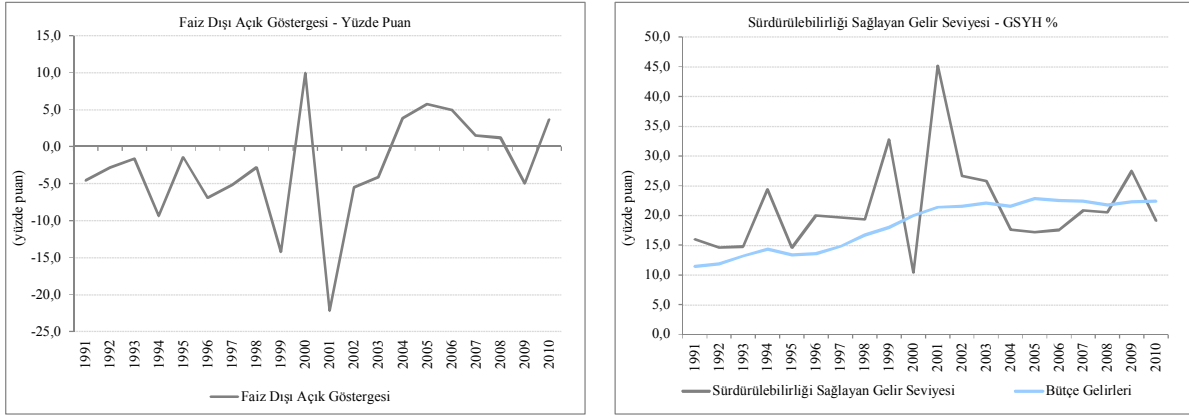 Faiz Dışı Açık Göstergesi - Yüzde Puan
15,0
10,0
5,0
0,0
-5,0
-10,0
-15,0
-20,0
-25,0
(yüzde puan)
1991 1992 1993 1994 1995 1996 1997 1998 1999 2000 2001 2002 2003 2004 2005 2006 2007 2008 2009 2010
Faiz Dışı Açık Göstergesi
Sürdürülebilirliği Sağlayan Gelir Seviyesi - GSYH %
50,0
45,0
40,0
35,0
30,0
25,0
20,0
15,0
10,0
5,0
0,0
(yüzde puan)
1991 1992 1993 1994 1995 1996 1997 1998 1999 2000 2001 2002 2003 2004 2005 2006 2007 2008 2009 2010
Sürdürülebilirliği Sağlayan Gelir Seviyesi Bütçe Gelirleri